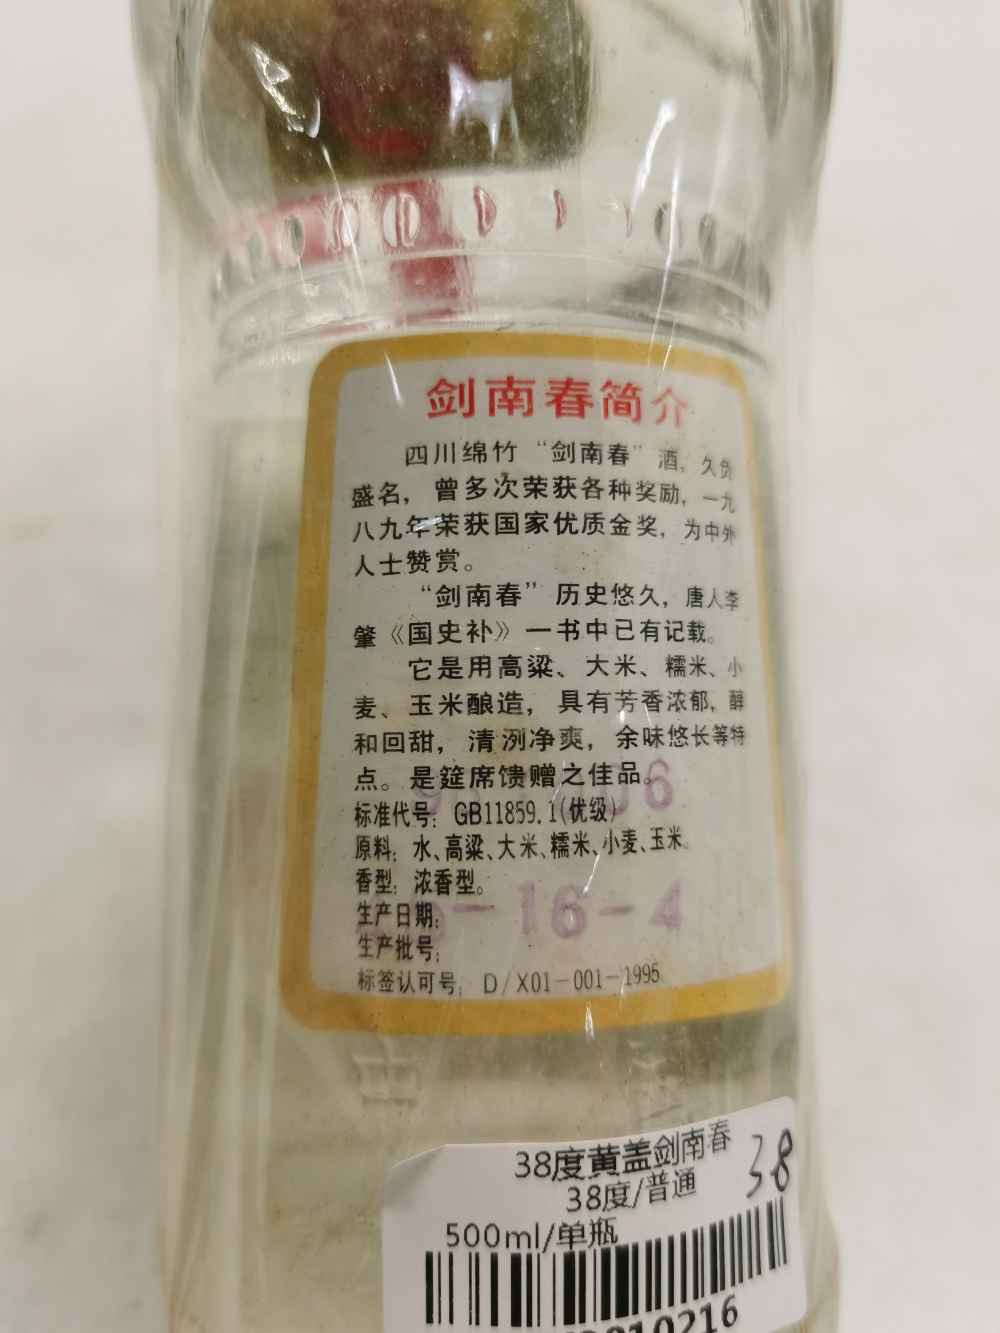 剑南春简介
四川绵竹“剑南春”酒，久负
盛名，曾多次荣获各种奖励，一九
八九年荣获国家优质金奖，为中外
人士赞赏。
“剑南春”历史悠久，唐人李
肇《国史补》一书中已有记载。
它是用高粱、大米、糯米、小
麦、玉米酿造，具有芳香浓郁，醇
和回甜，清洌净爽，余味悠长等特
点。是筵席馈赠之佳品。
06
标准代号：GB11859.1(优级)
原料：水、高粱、大米、糯米、小麦、玉米。
香型：浓香型。
-16-4
生产日期：
生产批号：
标签认可号：D/X01-001-1995
38度黄盖剑南春
38
38度/普通
500ml/单瓶
010216